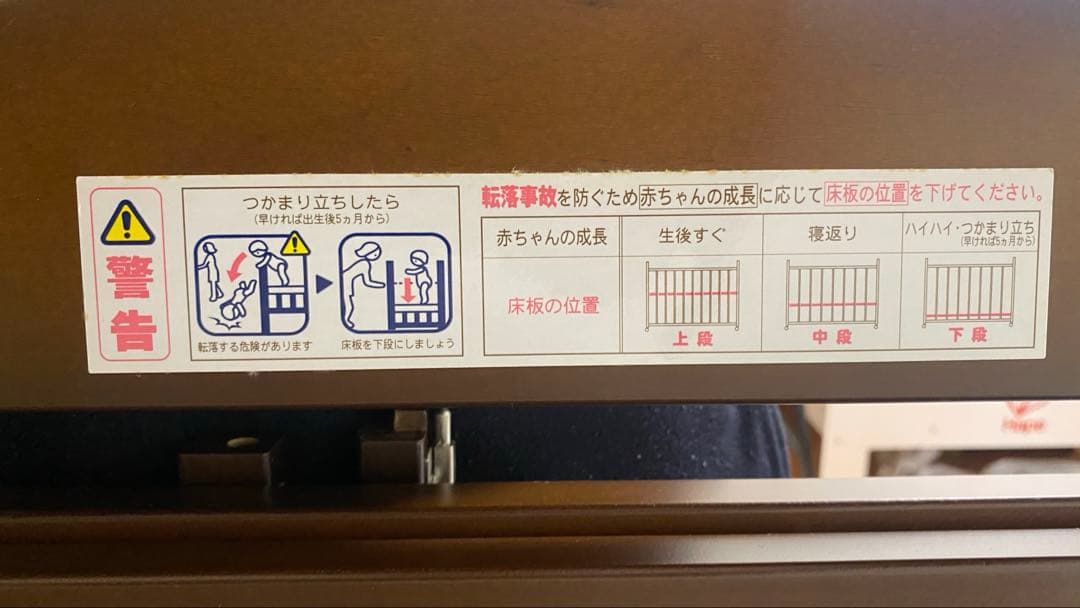 警告
つかまり立ちしたら
(早ければ出生後5ヵ月から)
転落する危険があります
床板を下段にしましょう
転落事故を防ぐため赤ちゃんの成長に応じて床板の位置を下げてください。
赤ちゃんの成長
生後すぐ
寝返り
ハイハイ・つかまり立ち
(早ければ5ヵ月から)
床板の位置
上段
中段
下段